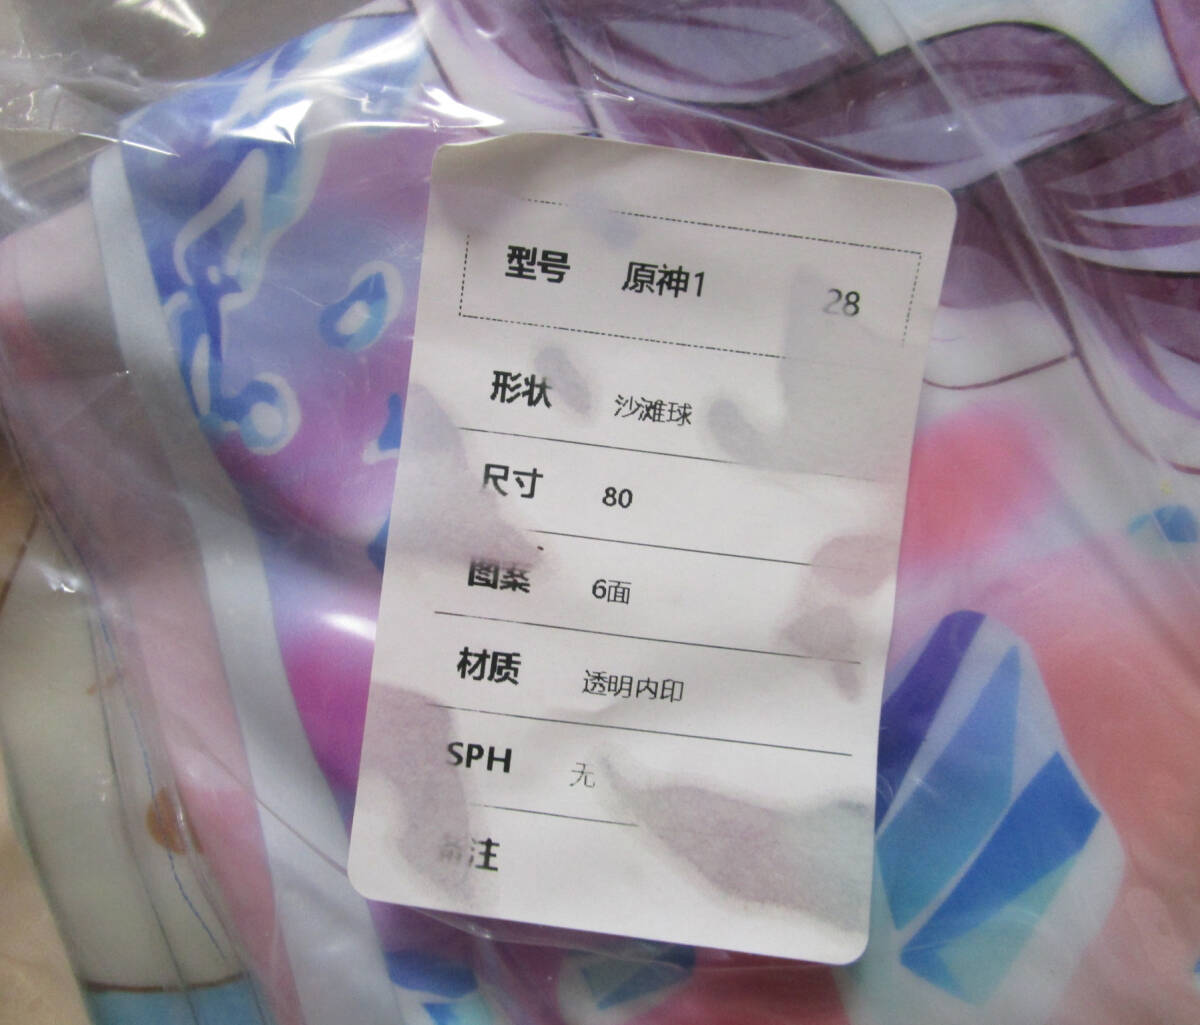 型号 原神1 28
形状 沙滩球
尺寸 80
图案 6面
材质 透明内印
SPH 无
备注